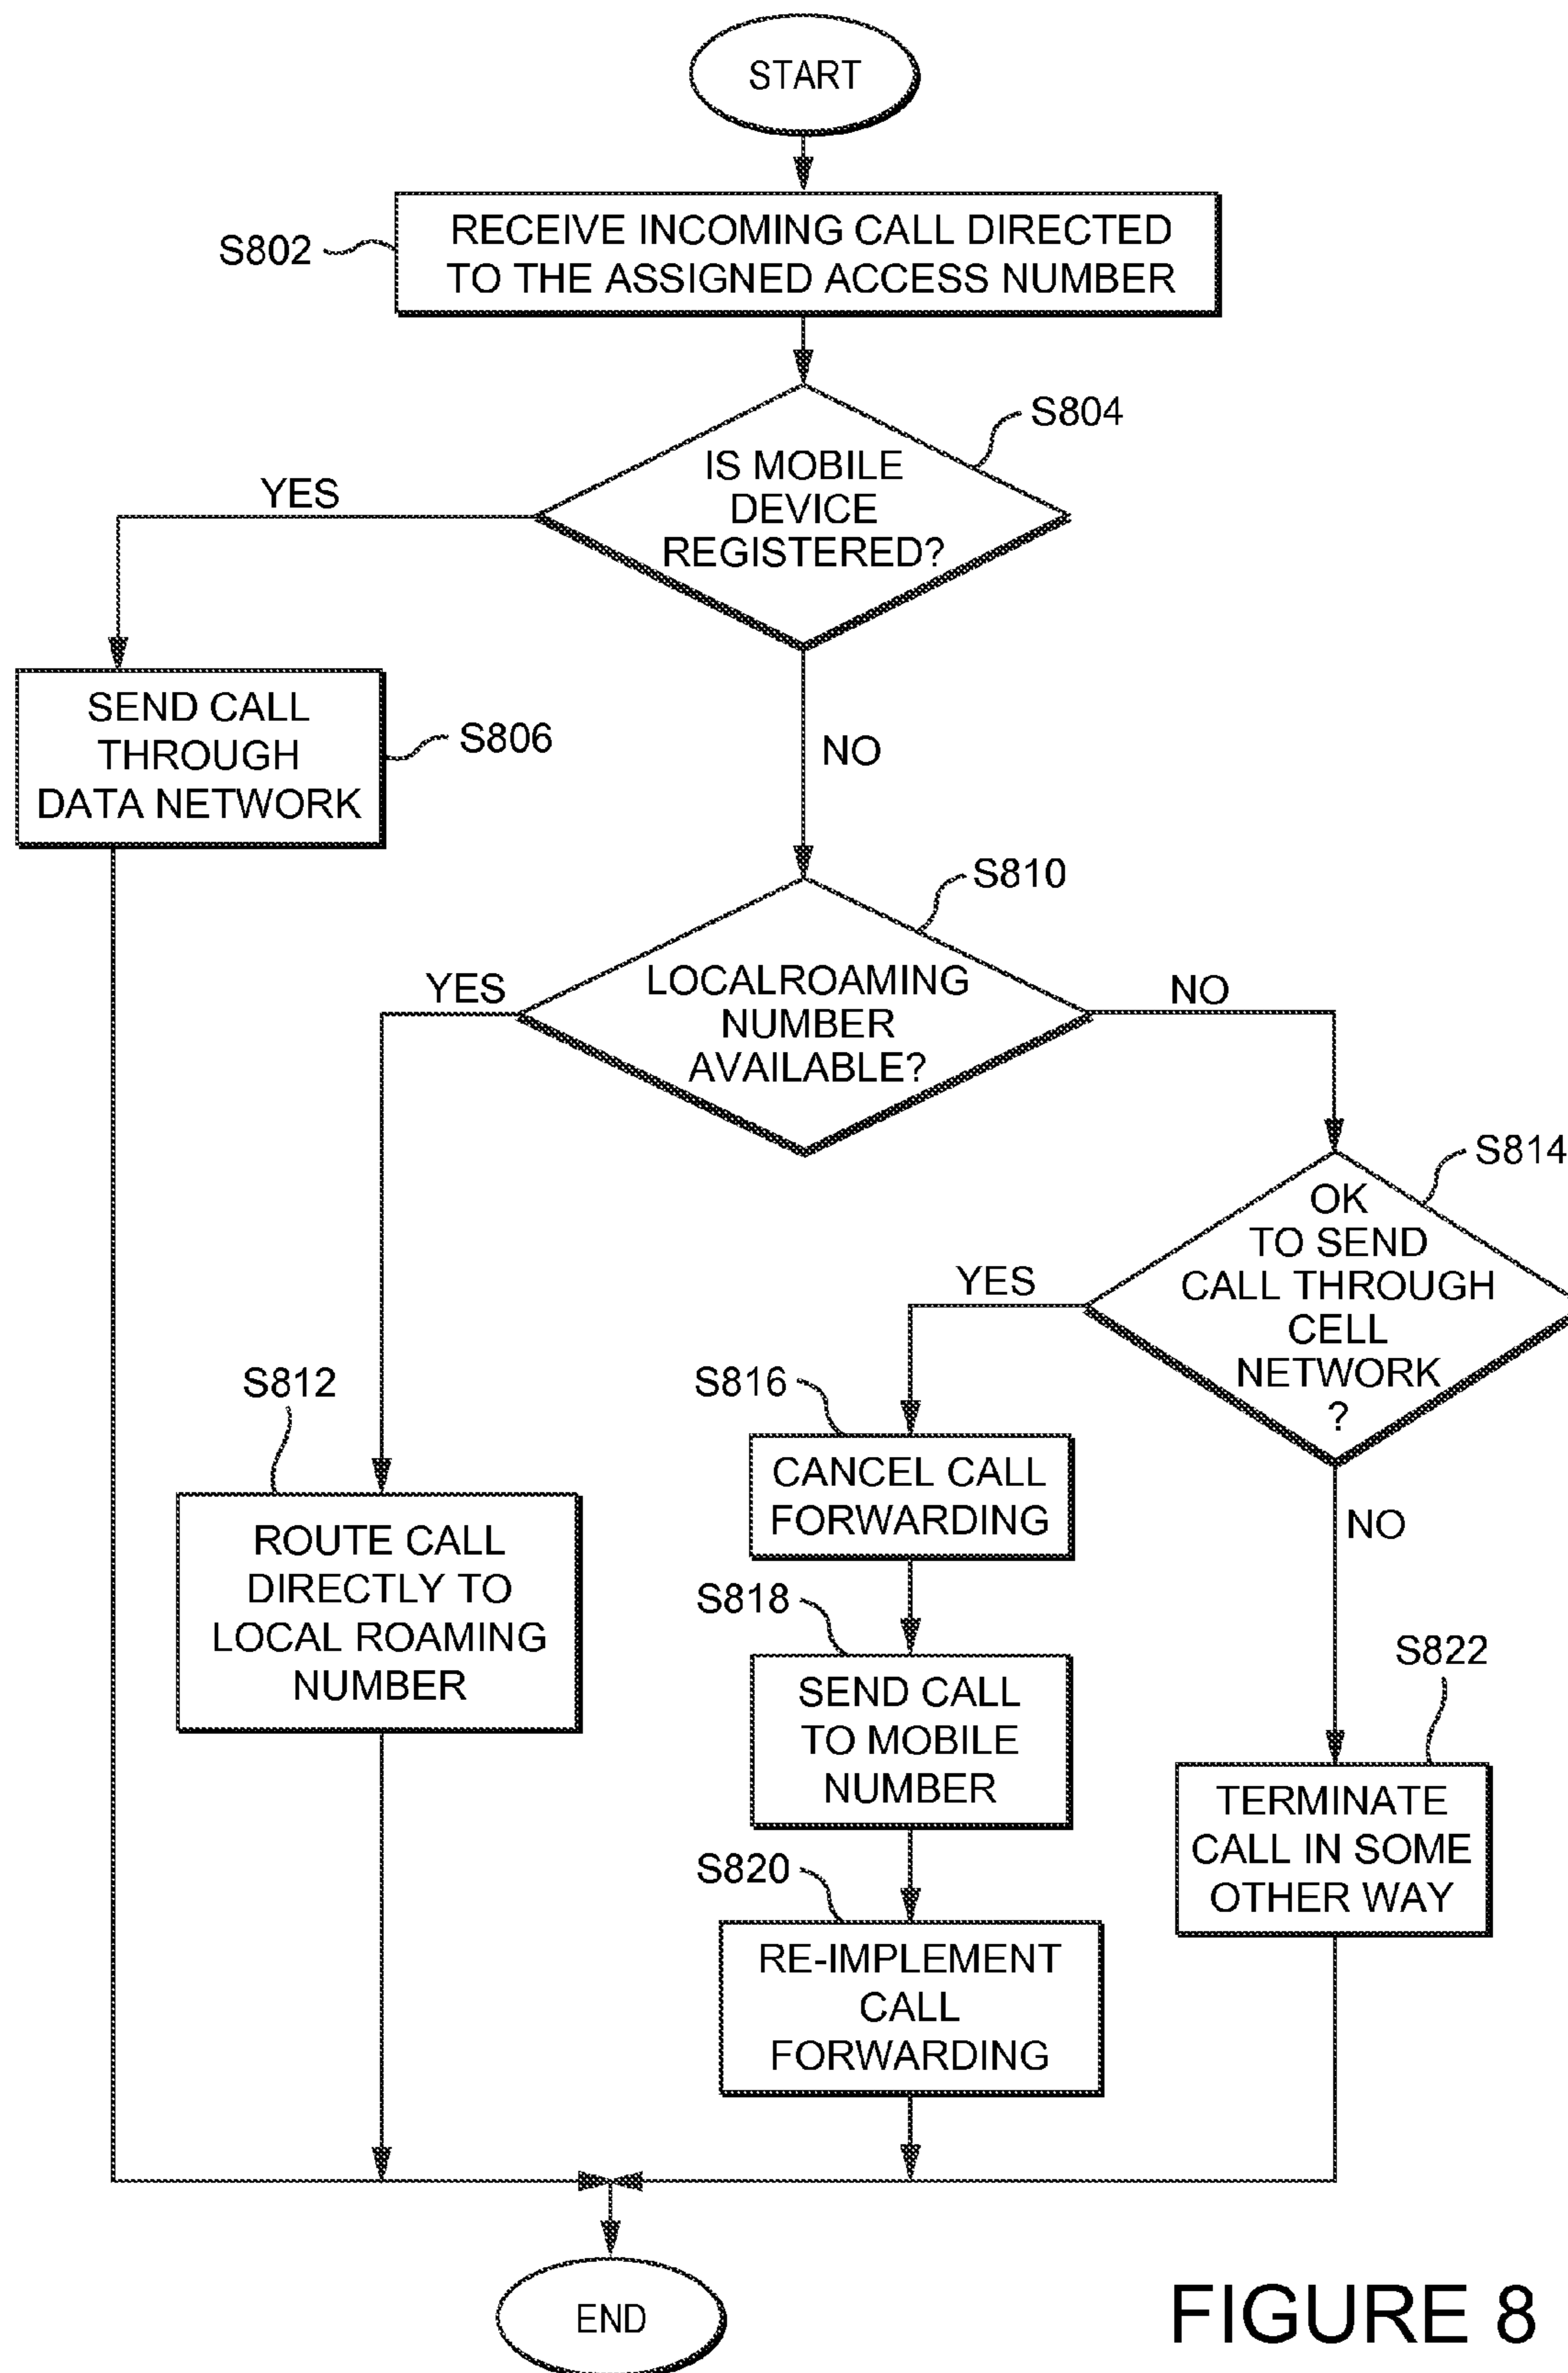 START
S802
RECEIVE INCOMING CALL DIRECTED
TO THE ASSIGNED ACCESS NUMBER
S804
IS MOBILE
DEVICE
REGISTERED?
YES
NO
SEND CALL
THROUGH
DATA NETWORK
S806
S810
LOCALROAMING
NUMBER
AVAILABLE?
YES
NO
S814
OK
TO SEND
CALL THROUGH
CELL
NETWORK
?
YES
NO
S812
ROUTE CALL
DIRECTLY TO
LOCAL ROAMING
NUMBER
S816
CANCEL CALL
FORWARDING
S818
SEND CALL
TO MOBILE
NUMBER
S820
RE-IMPLEMENT
CALL
FORWARDING
S822
TERMINATE
CALL IN SOME
OTHER WAY
END
FIGURE 8